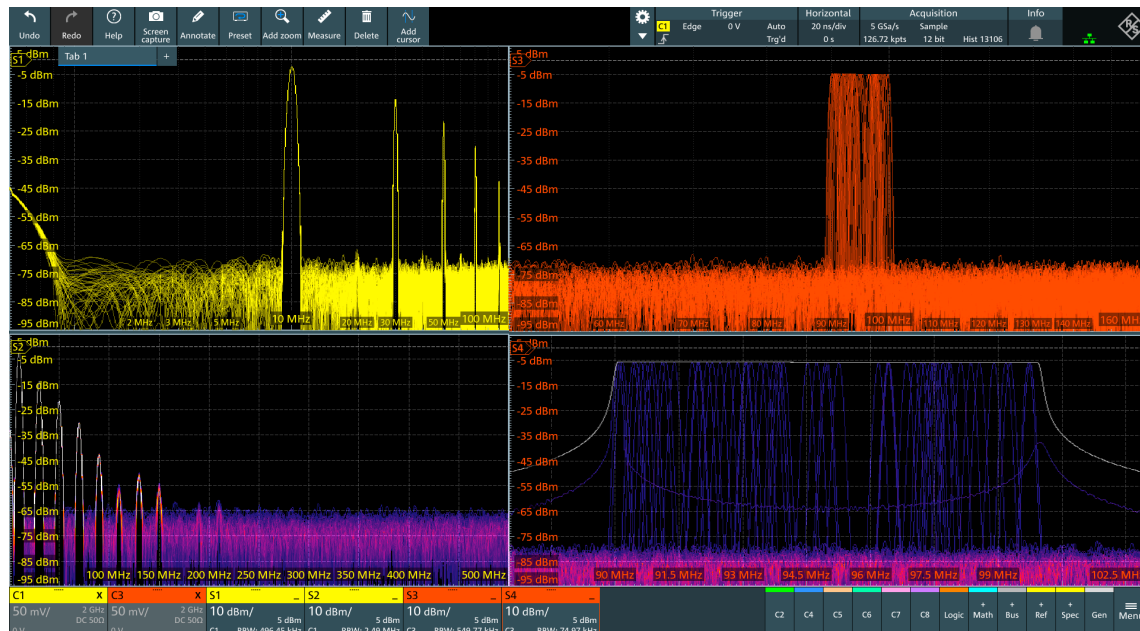 Undo Redo Help Screen capture Annotate Preset Add zoom Measure Delete Add cursor
Trigger Horizontal Acquisition Info
C1 Edge 0 V Auto 20 ns/div 5 GSa/s Sample
Trig'd 0 s 126.72 kpts 12 bit Hist 13106
Tab 1 +
S1
-5 dBm
-15 dBm
-25 dBm
-35 dBm
-45 dBm
-55 dBm
-65 dBm
-75 dBm
-85 dBm
-95 dBm
2 MHz 3 MHz 5 MHz 10 MHz 20 MHz 30 MHz 50 MHz 100 MHz
S3
-5 dBm
-15 dBm
-25 dBm
-35 dBm
-45 dBm
-55 dBm
-65 dBm
-75 dBm
-85 dBm
-95 dBm
60 MHz 70 MHz 80 MHz 90 MHz 100 MHz 110 MHz 120 MHz 130 MHz 140 MHz 160 MH
S2
-5 dBm
-15 dBm
-25 dBm
-35 dBm
-45 dBm
-55 dBm
-65 dBm
-75 dBm
-85 dBm
-95 dBm
100 MHz 150 MHz 200 MHz 250 MHz 300 MHz 350 MHz 400 MHz 500 MHz
S4
-5 dBm
-15 dBm
-25 dBm
-35 dBm
-45 dBm
-55 dBm
-65 dBm
-75 dBm
-85 dBm
-95 dBm
90 MHz 91.5 MHz 93 MHz 94.5 MHz 96 MHz 97.5 MHz 99 MHz 102.5 MH
C1 X C3 X S1 S2 S3 S4
50 mV/ 2 GHz 50 mV/ 2 GHz 10 dBm/ 10 dBm/ 10 dBm/ 10 dBm/
DC 50Ω DC 50Ω 5 dBm 5 dBm 5 dBm 5 dBm
C2 C4 C5 C6 C7 C8 Logic + Math + Bus + Ref + Spec Gen Menu